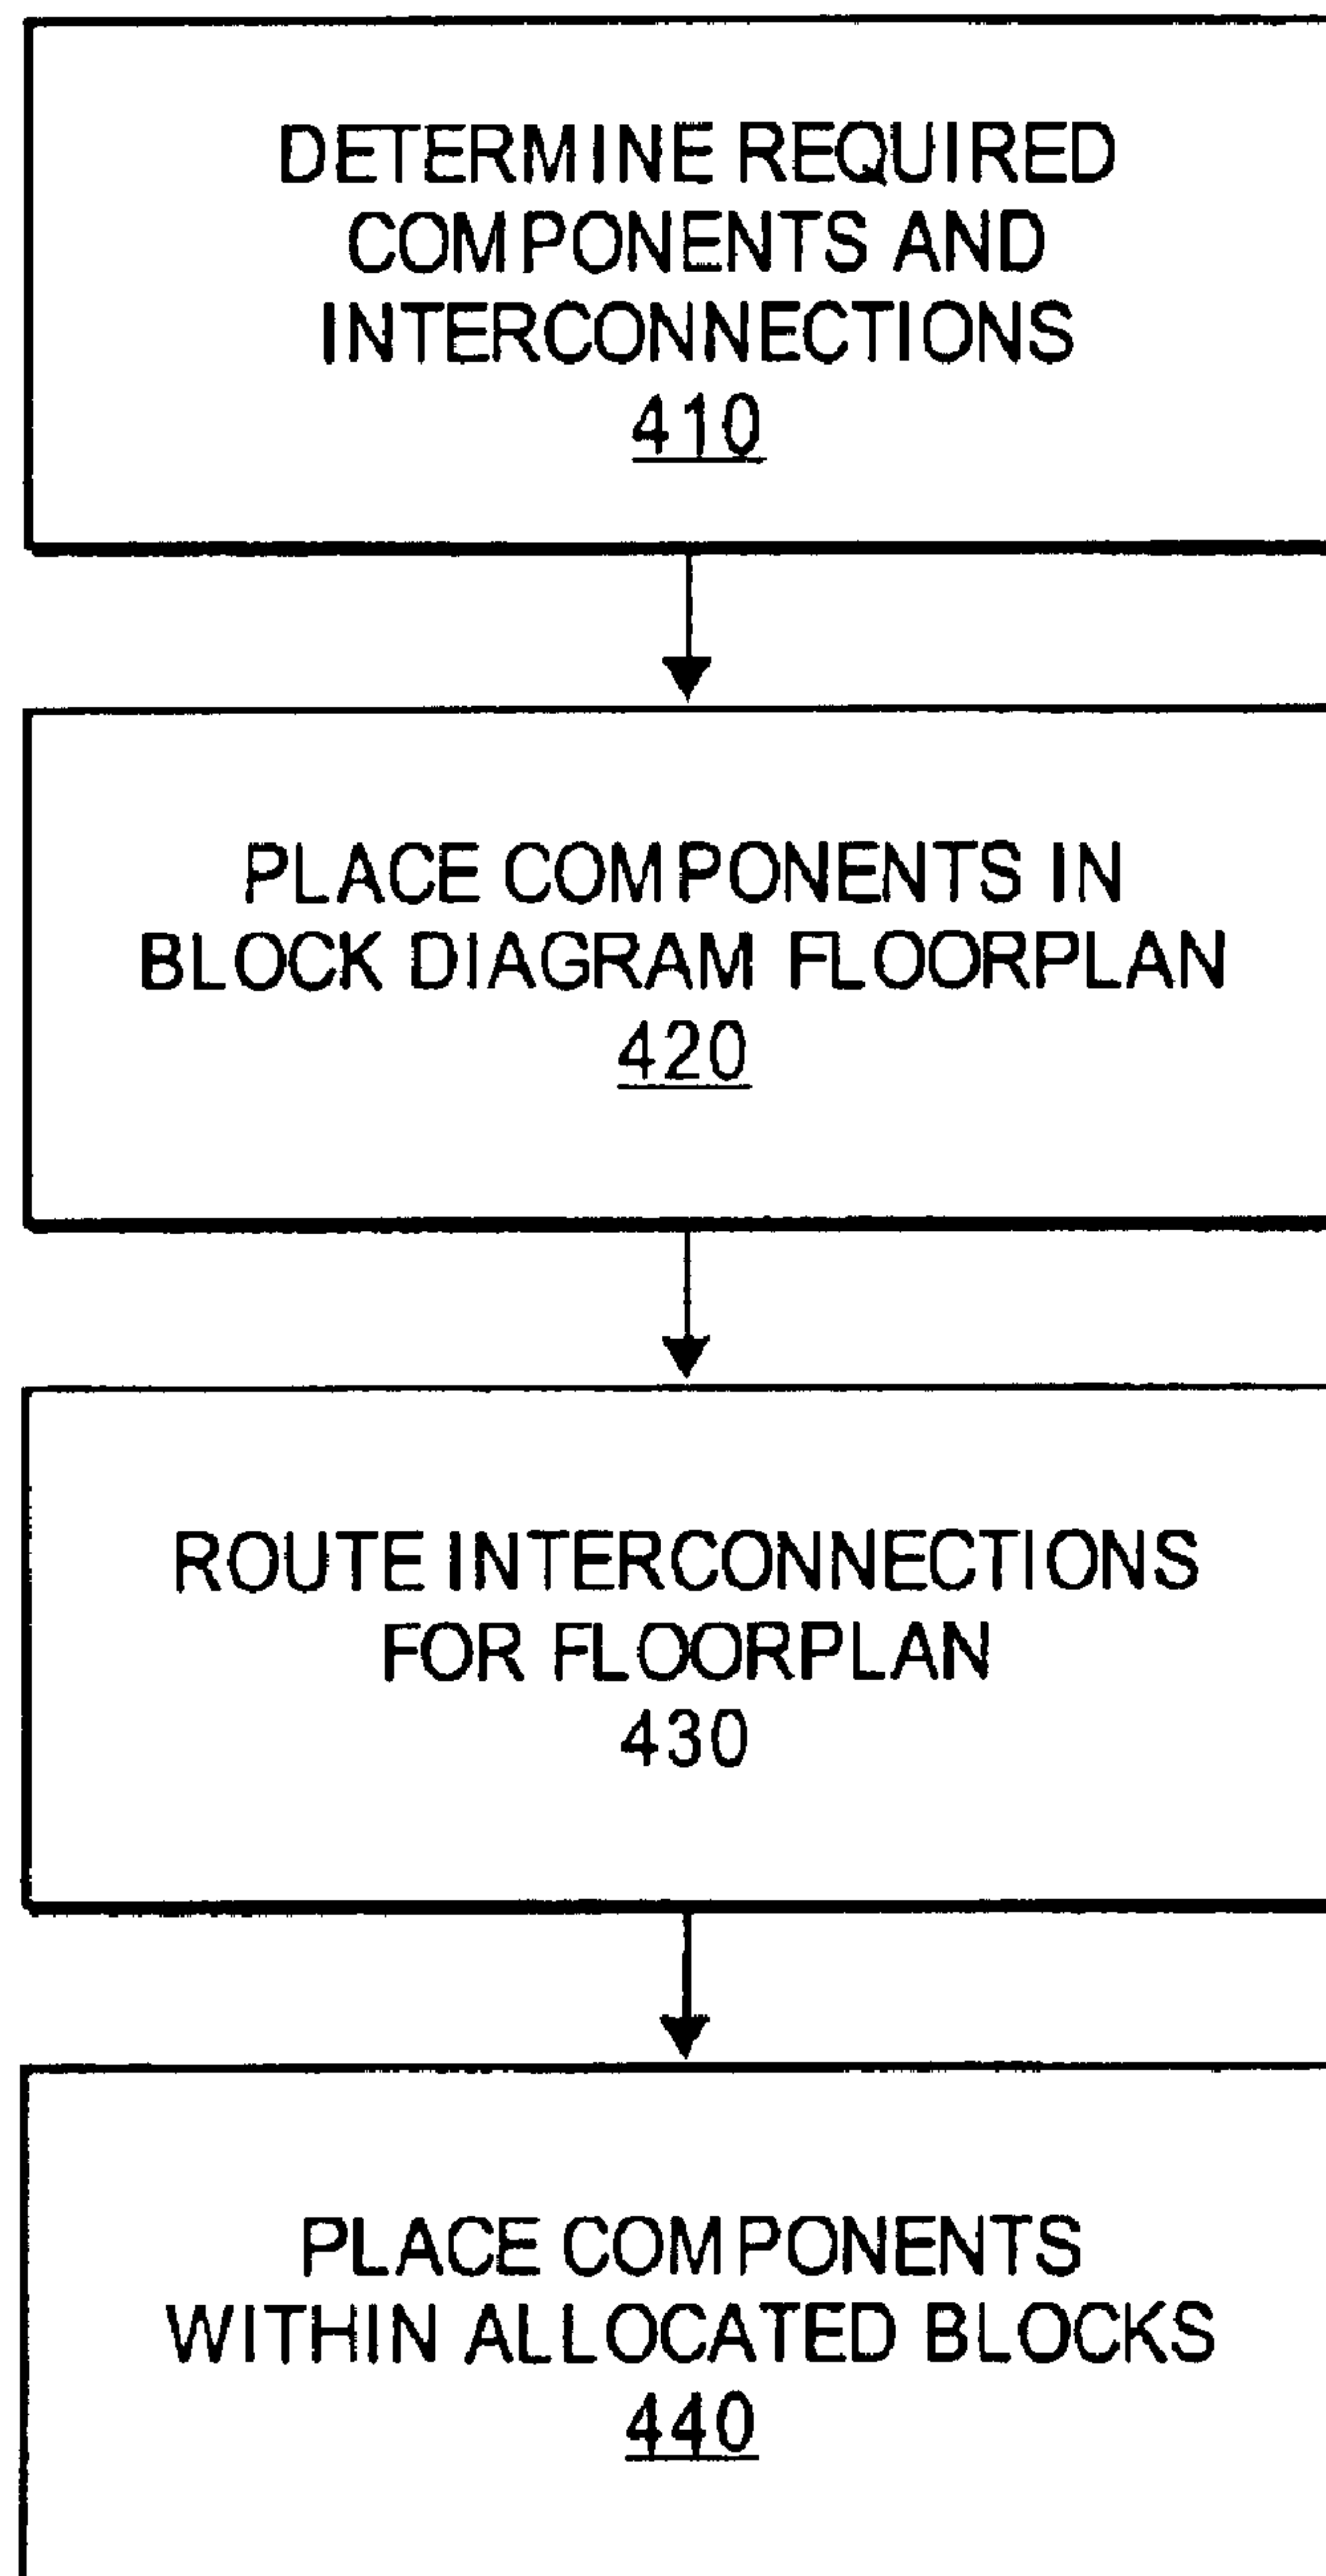 DETERMINE REQUIRED
COMPONENTS AND
INTERCONNECTIONS
410
PLACE COMPONENTS IN
BLOCK DIAGRAM FLOORPLAN
420
ROUTE INTERCONNECTIONS
FOR FLOORPLAN
430
PLACE COMPONENTS
WITHIN ALLOCATED BLOCKS
440